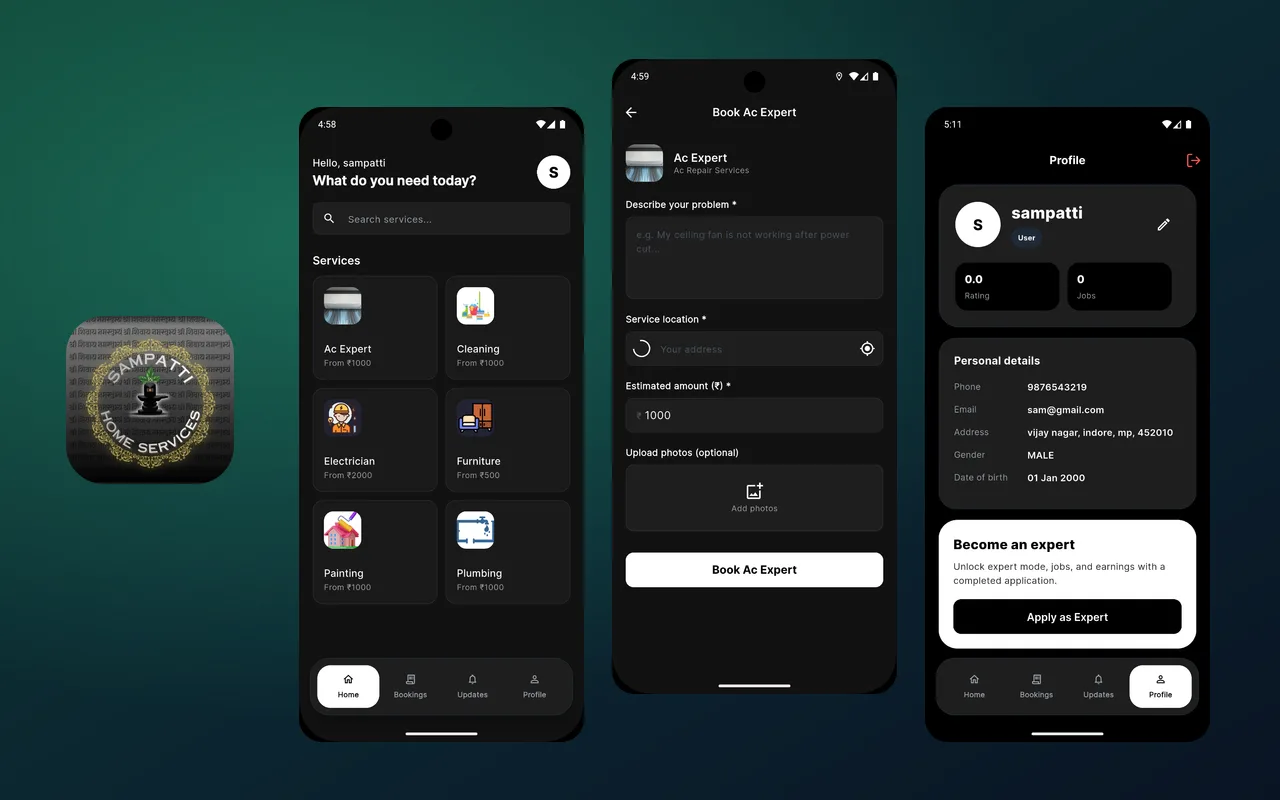 SAMPATTI
HOME SERVICES
4:58
Hello, sampatti
What do you need today?
S
Search services...
Services
Ac Expert
From ₹1000
Cleaning
From ₹1000
Electrician
From ₹2000
Furniture
From ₹500
Painting
From ₹1000
Plumbing
From ₹1000
Home
Bookings
Updates
Profile
4:59
Book Ac Expert
Ac Expert
Ac Repair Services
Describe your problem *
e.g. My ceiling fan is not working after power
cut...
Service location *
Your address
Estimated amount (₹) *
₹ 1000
Upload photos (optional)
Add photos
Book Ac Expert
5:11
Profile
S
sampatti
User
0.0
Rating
0
Jobs
Personal details
Phone 9876543219
Email sam@gmail.com
Address vijay nagar, indore, mp, 452010
Gender MALE
Date of birth 01 Jan 2000
Become an expert
Unlock expert mode, jobs, and earnings with a
completed application.
Apply as Expert
Home
Bookings
Updates
Profile